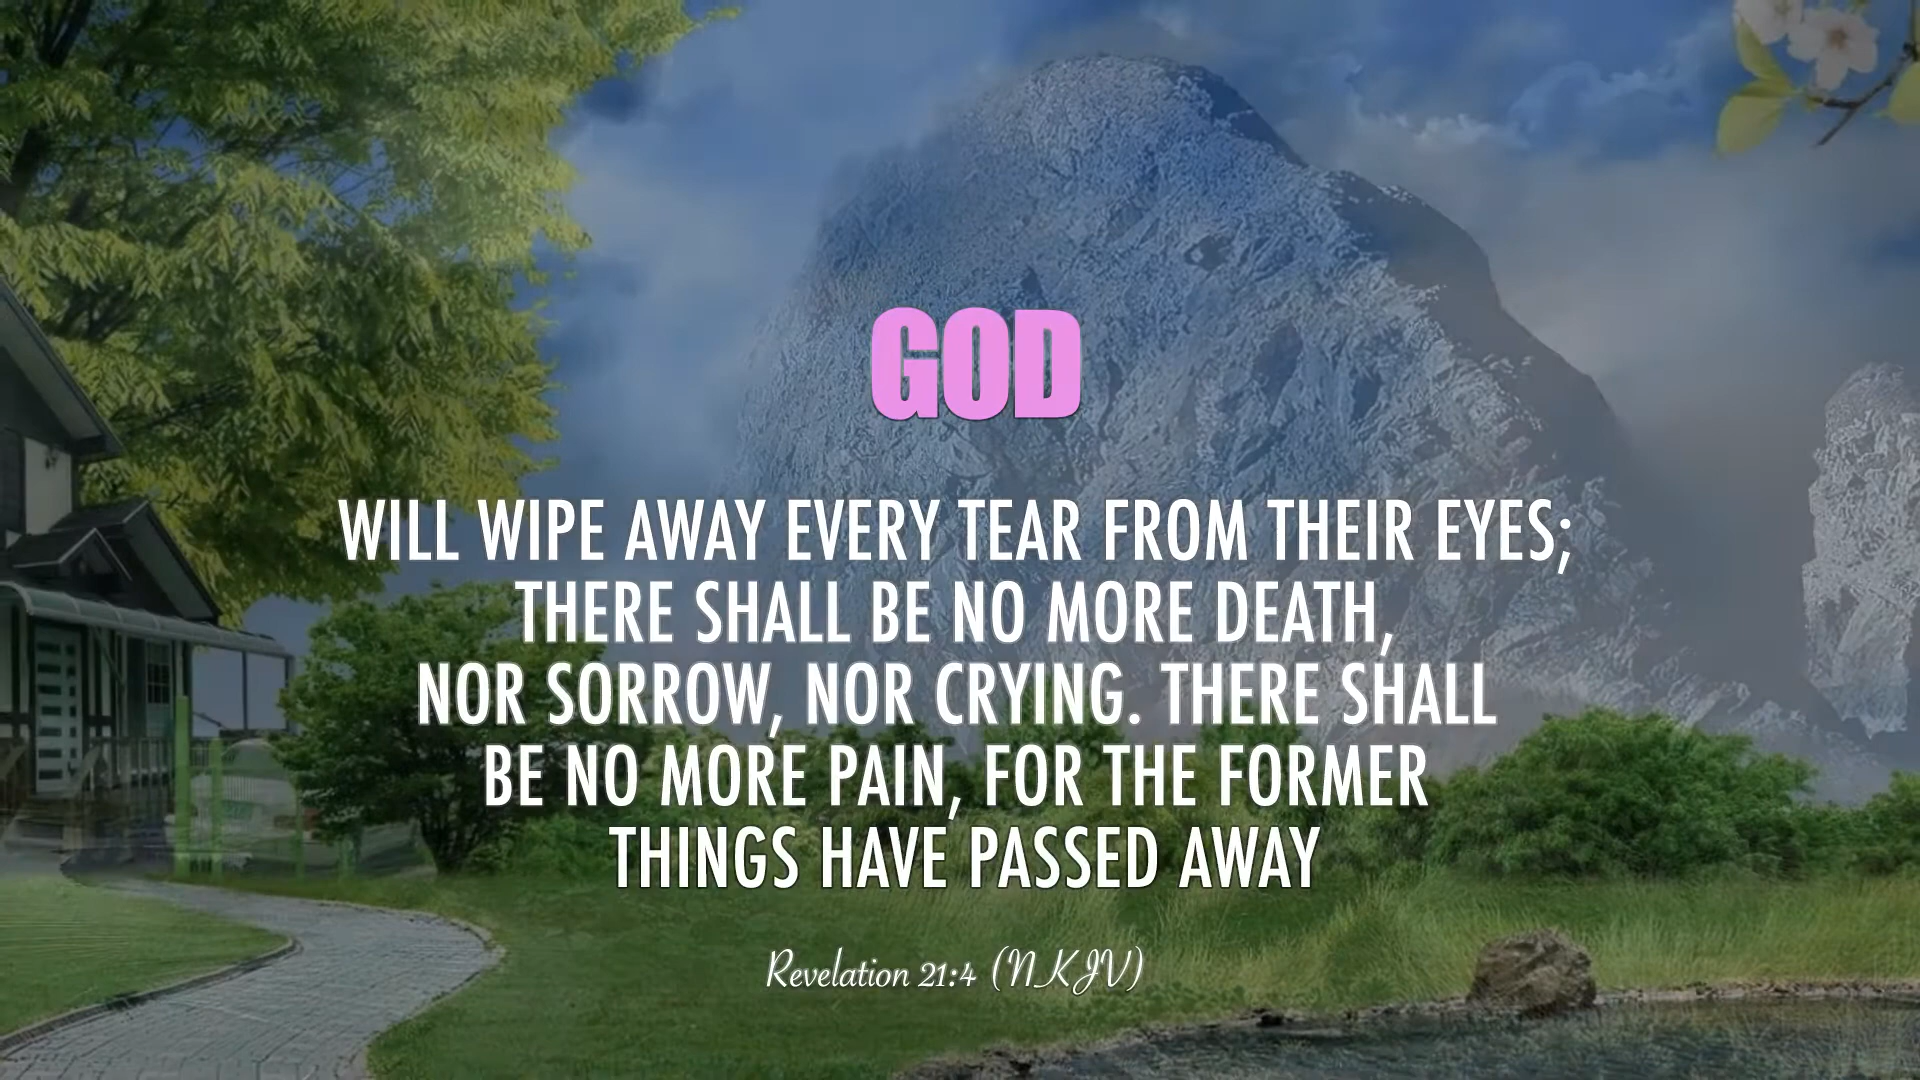 GOD
WILL WIPE AWAY EVERY TEAR FROM THEIR EYES;
THERE SHALL BE NO MORE DEATH,
NOR SORROW, NOR CRYING. THERE SHALL
BE NO MORE PAIN, FOR THE FORMER
THINGS HAVE PASSED AWAY
Revelation 21:4 (NKJV)